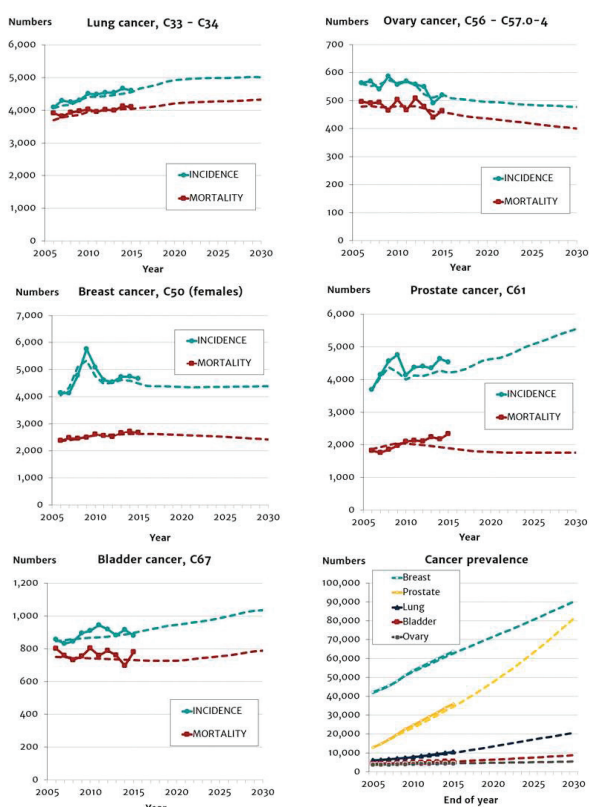 Numbers
Lung cancer, C33 - C34
6,000
5,000
4,000
3,000
2,000
1,000
0
INCIDENCE
MORTALITY
2005 2010 2015 2020 2025 2030
Year
Numbers
Ovary cancer, C56 - C57.0-4
700
600
500
400
300
200
100
0
INCIDENCE
MORTALITY
2005 2010 2015 2020 2025 2030
Year
Numbers
Breast cancer, C50 (females)
7,000
6,000
5,000
4,000
3,000
2,000
1,000
0
INCIDENCE
MORTALITY
2005 2010 2015 2020 2025 2030
Year
Numbers
Prostate cancer, C61
6,000
5,000
4,000
3,000
2,000
1,000
0
INCIDENCE
MORTALITY
2005 2010 2015 2020 2025 2030
Year
Numbers
Bladder cancer, C67
1,200
1,000
800
600
400
200
0
INCIDENCE
MORTALITY
2005 2010 2015 2020 2025 2030
Year
Numbers
Cancer prevalence
100,000
90,000
80,000
70,000
60,000
50,000
40,000
30,000
20,000
10,000
0
Breast
Prostate
Lung
Bladder
Ovary
2005 2010 2015 2020 2025 2030
End of year